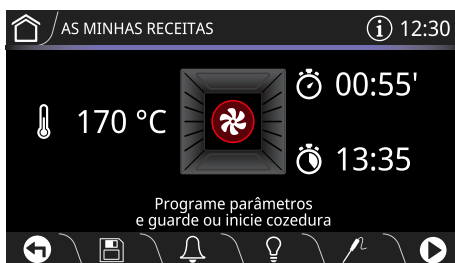 AS MINHAS RECEITAS
i 12:30
00:55'
170 °C
13:35
Programe parâmetros
e guarde ou inicie cozedura